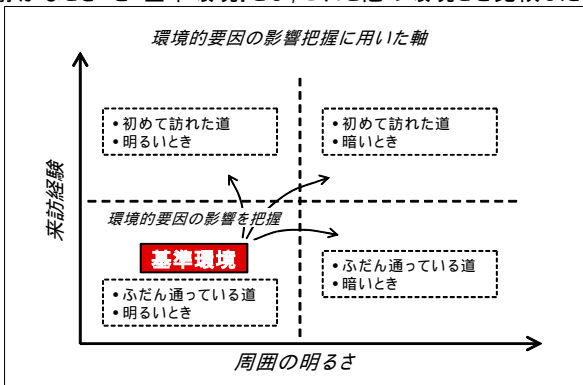 環境的要因の影響把握に用いた軸
来訪経験
• 初めて訪れた道
• 明るいとき
• 初めて訪れた道
• 暗いとき
環境的要因の影響を把握
基準環境
• ふだん通っている道
• 明るいとき
• ふだん通っている道
• 暗いとき
周囲の明るさ